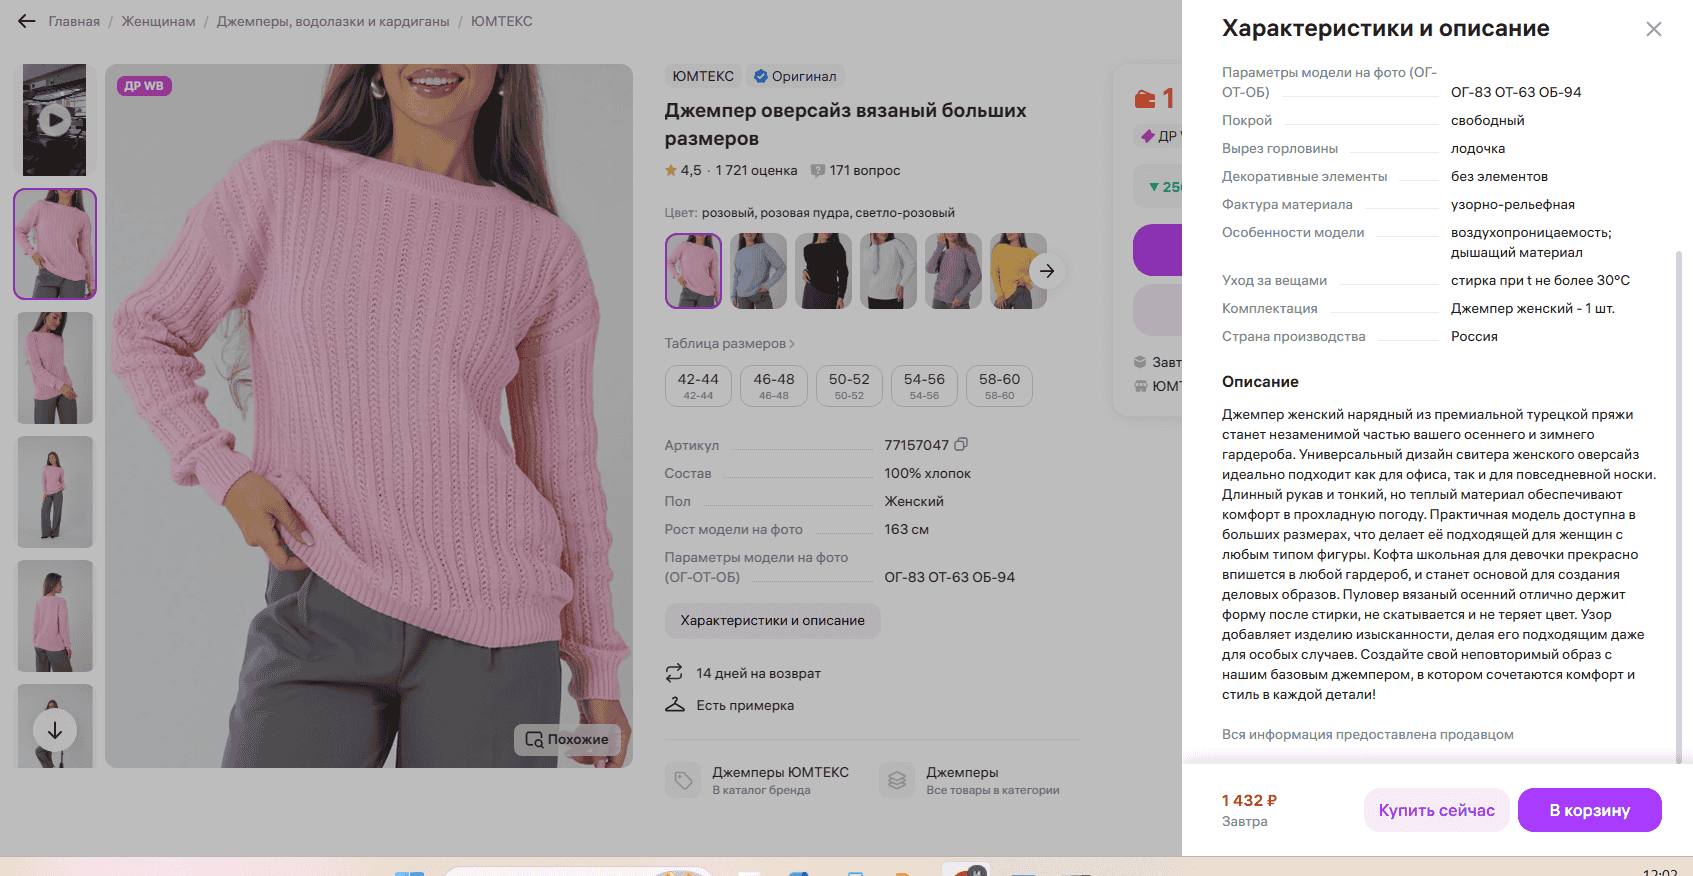 Главная / Женщинам / Джемперы, водолазки и кардиганы / ЮМТЕКС
ДР WB
Похожие
ЮМТЕКС
Оригинал
Джемпер оверсайз вязаный больших
размеров
4,5 · 1 721 оценка
171 вопрос
Цвет: розовый, розовая пудра, светло-розовый
Таблица размеров
42-44
42-44
46-48
46-48
50-52
50-52
54-56
54-56
58-60
58-60
Артикул 77157047
Состав 100% хлопок
Пол Женский
Рост модели на фото 163 см
Параметры модели на фото
(ОГ-ОТ-ОБ) ОГ-83 ОТ-63 ОБ-94
Характеристики и описание
14 дней на возврат
Есть примерка
Джемперы ЮМТЕКС
В каталог бренда
Джемперы
Все товары в категории
1
ДР
Характеристики и описание
Параметры модели на фото (ОГ-
ОТ-ОБ) ОГ-83 ОТ-63 ОБ-94
Покрой свободный
Вырез горловины лодочка
Декоративные элементы без элементов
Фактура материала узорно-рельефная
Особенности модели воздухопроницаемость;
дышащий материал
Уход за вещами стирка при t не более 30°C
Комплектация Джемпер женский - 1 шт.
Страна производства Россия
Описание
Джемпер женский нарядный из премиальной турецкой пряжи
станет незаменимой частью вашего осеннего и зимнего
гардероба. Универсальный дизайн свитера женского оверсайз
идеально подходит как для офиса, так и для повседневной носки.
Длинный рукав и тонкий, но теплый материал обеспечивают
комфорт в прохладную погоду. Практичная модель доступна в
больших размерах, что делает её подходящей для женщин с
любым типом фигуры. Кофта школьная для девочки прекрасно
впишется в любой гардероб, и станет основой для создания
деловых образов. Пуловер вязаный осенний отлично держит
форму после стирки, не скатывается и не теряет цвет. Узор
добавляет изделию изысканности, делая его подходящим даже
для особых случаев. Создайте свой неповторимый образ с
нашим базовым джемпером, в котором сочетаются комфорт и
стиль в каждой детали!
Вся информация предоставлена продавцом
1 432 ₽
Завтра
Купить сейчас
В корзину